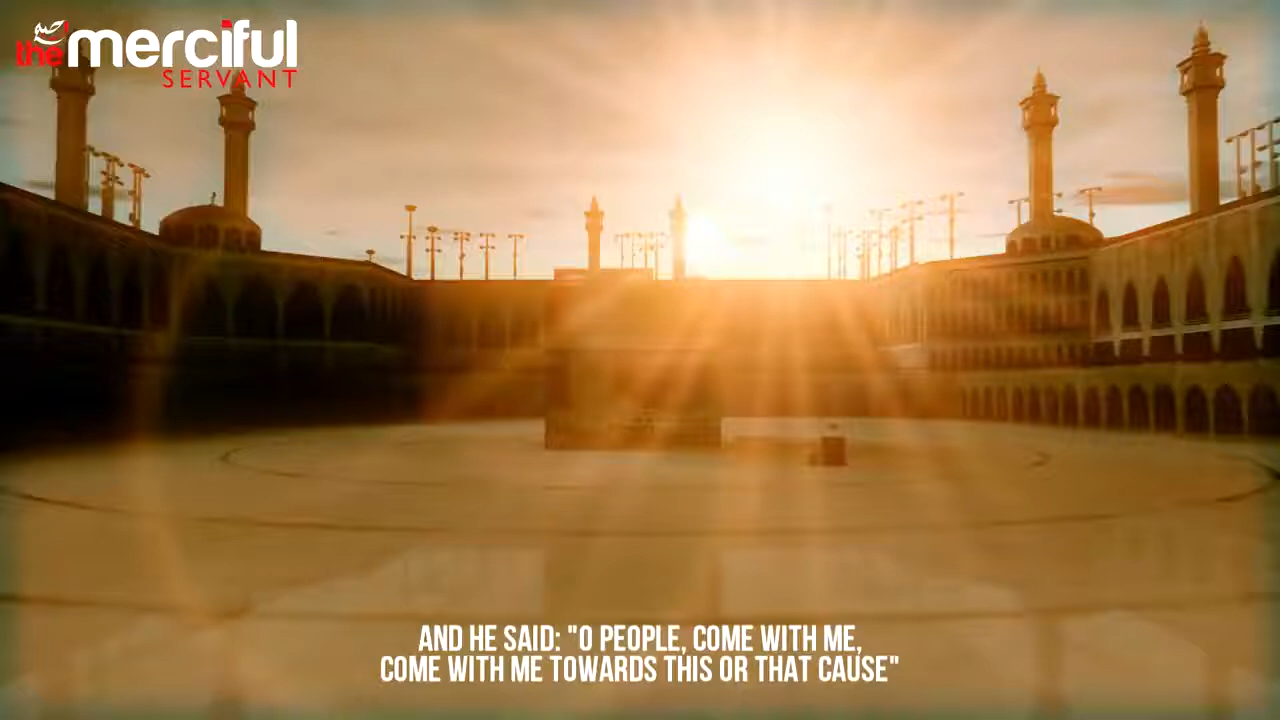 the merciful
SERVANT
AND HE SAID: "O PEOPLE, COME WITH ME,
COME WITH ME TOWARDS THIS OR THAT CAUSE"